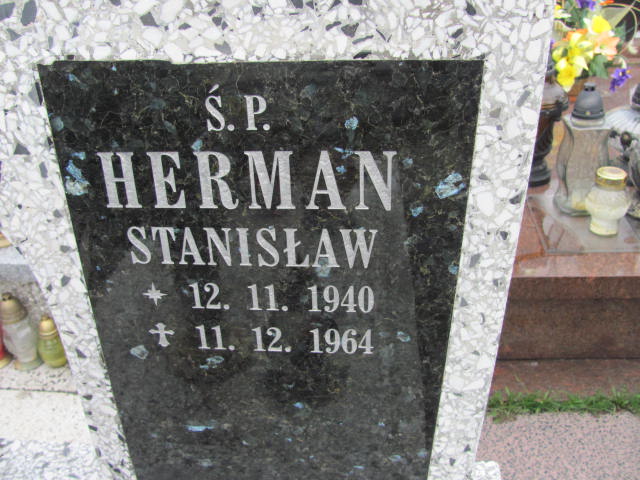 Ś. P.
HERMAN
STANISŁAW
* 12. 11. 1940
✝ 11. 12. 1964